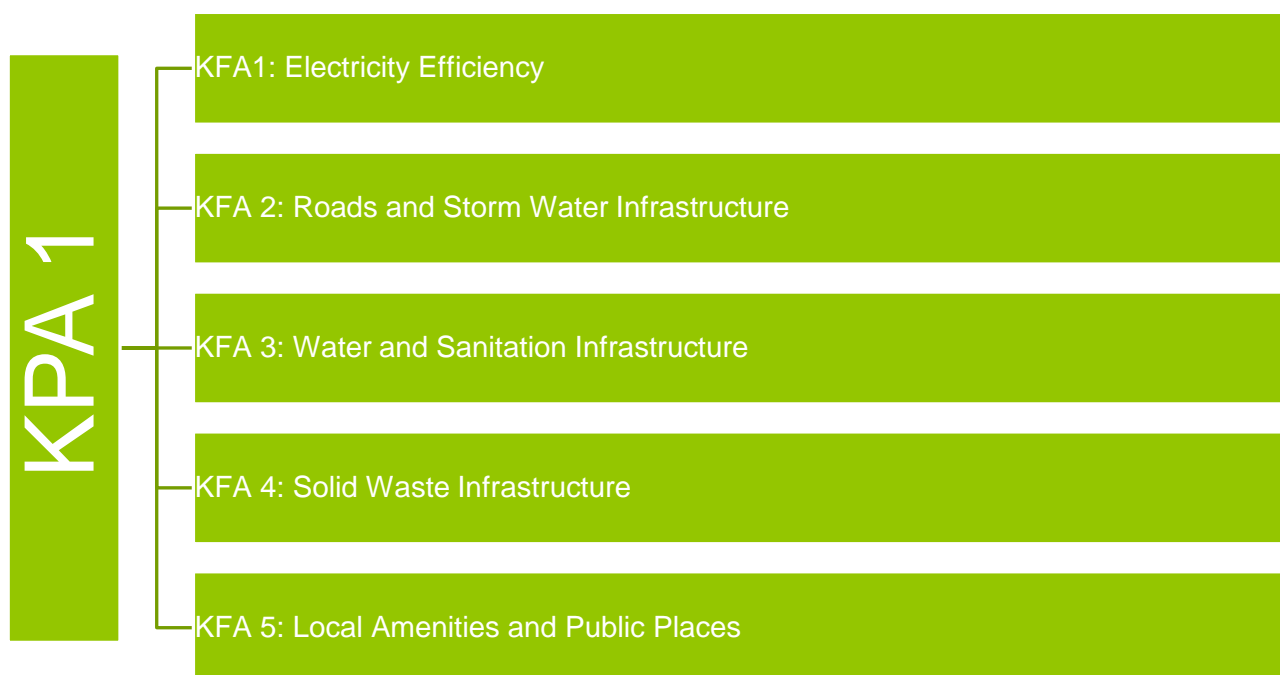 KPA 1
KFA1: Electricity Efficiency
KFA 2: Roads and Storm Water Infrastructure
KFA 3: Water and Sanitation Infrastructure
KFA 4: Solid Waste Infrastructure
KFA 5: Local Amenities and Public Places